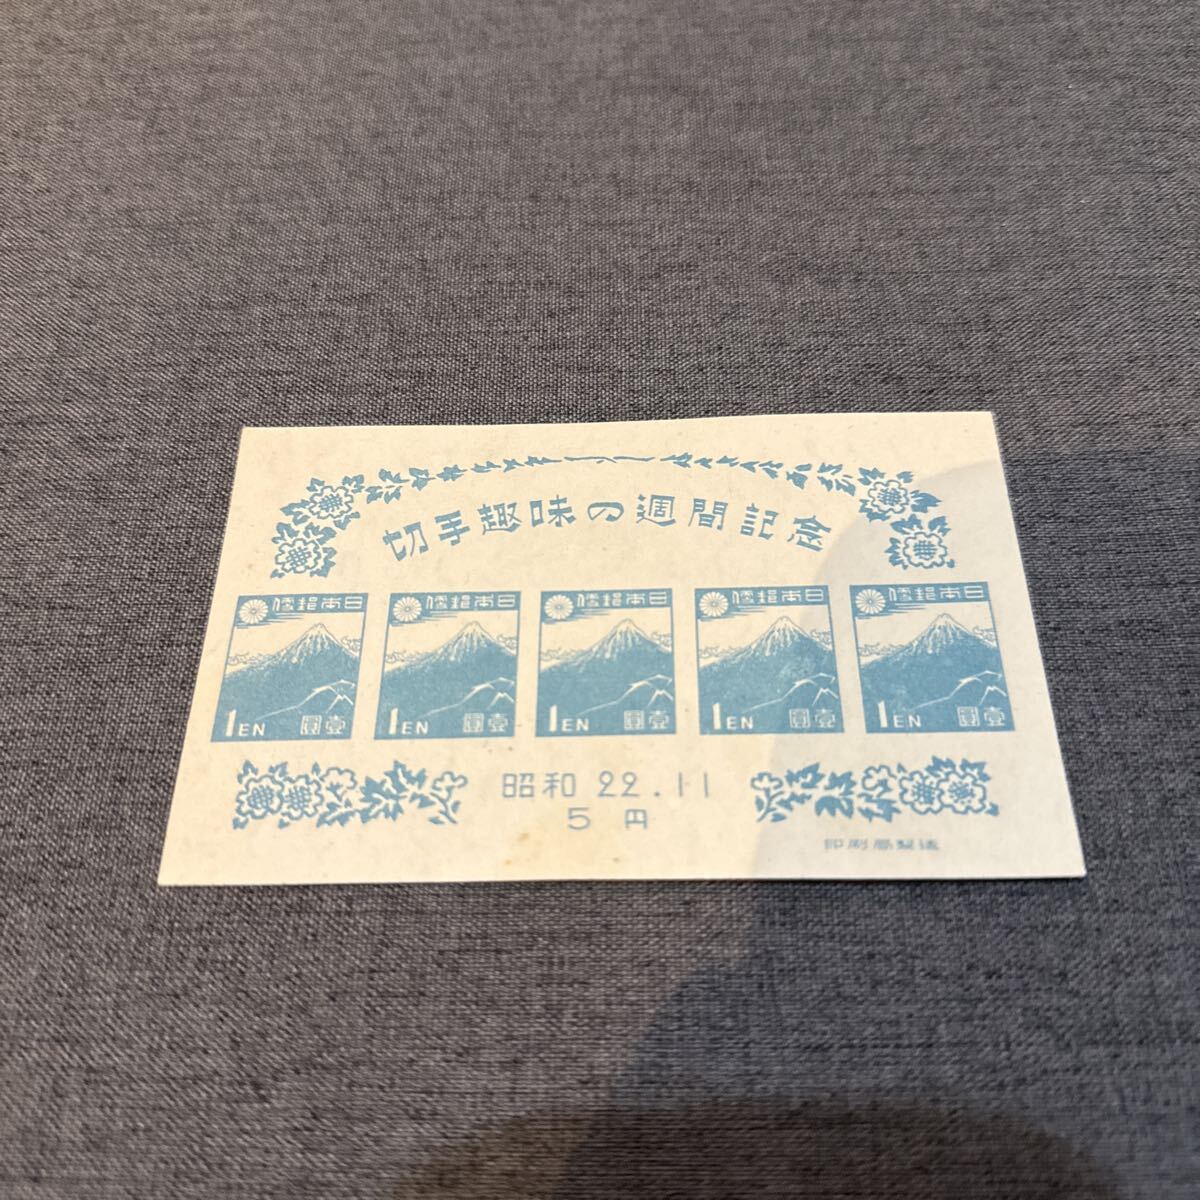 切手趣味の週間記念
便郵本日 便郵本日 便郵本日 便郵本日 便郵本日
1EN 圓壹 1EN 圓壹 1EN 圓壹 1EN 圓壹 1EN 圓壹
昭和 22.11
5 円
印刷局製造